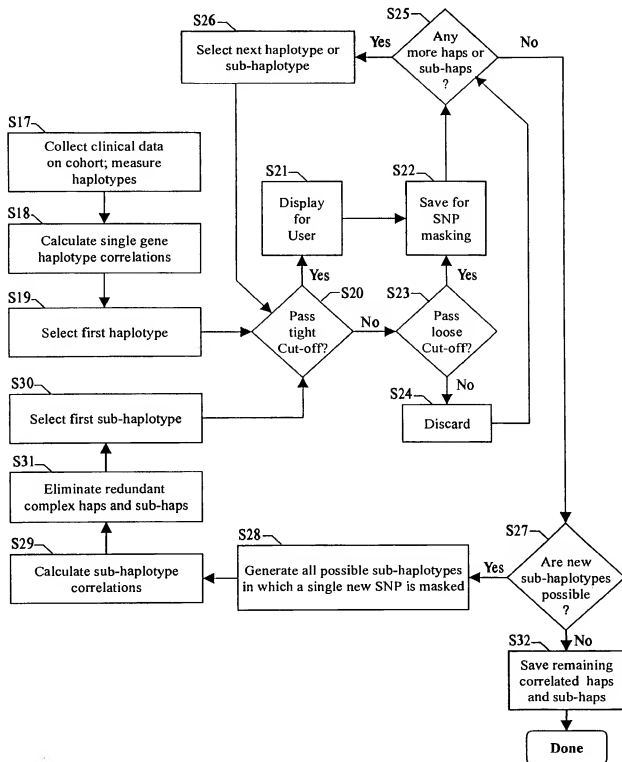 S26
Select next haplotype or
sub-haplotype
Yes
S25
Any
more haps or
sub-haps
?
No
S17
Collect clinical data
on cohort; measure
haplotypes
S18
Calculate single gene
haplotype correlations
S19
Select first haplotype
S21
Display
for
User
S22
Save for
SNP
masking
Yes
S20
Pass
tight
Cut-off?
No
Yes
S23
Pass
loose
Cut-off?
No
S24
Discard
S30
Select first sub-haplotype
S31
Eliminate redundant
complex haps and sub-haps
S29
Calculate sub-haplotype
correlations
S28
Generate all possible sub-haplotypes
in which a single new SNP is masked
Yes
S27
Are new
sub-haplotypes
possible
?
No
S32
Save remaining
correlated haps
and sub-haps
Done